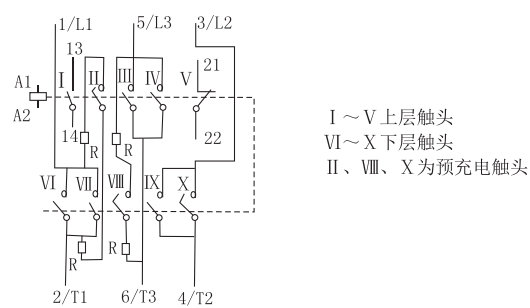 1/L1 5/L3 3/L2
13 21
A1 Ⅰ Ⅱ Ⅲ Ⅳ Ⅴ
A2
14 R R 22
Ⅵ Ⅶ Ⅷ Ⅸ Ⅹ
R R
2/T1 6/T3 4/T2
Ⅰ～Ⅴ上层触头
Ⅵ～Ⅹ下层触头
Ⅱ、Ⅷ、Ⅹ为预充电触头